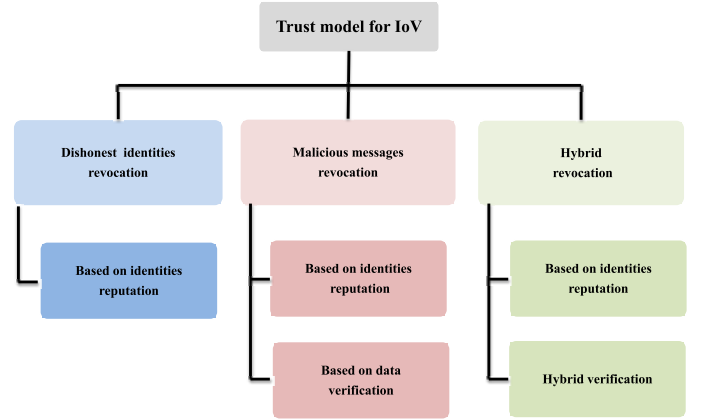 Trust model for IoV
Dishonest identities
revocation
Malicious messages
revocation
Hybrid
revocation
Based on identities
reputation
Based on identities
reputation
Based on identities
reputation
Based on data
verification
Hybrid verification